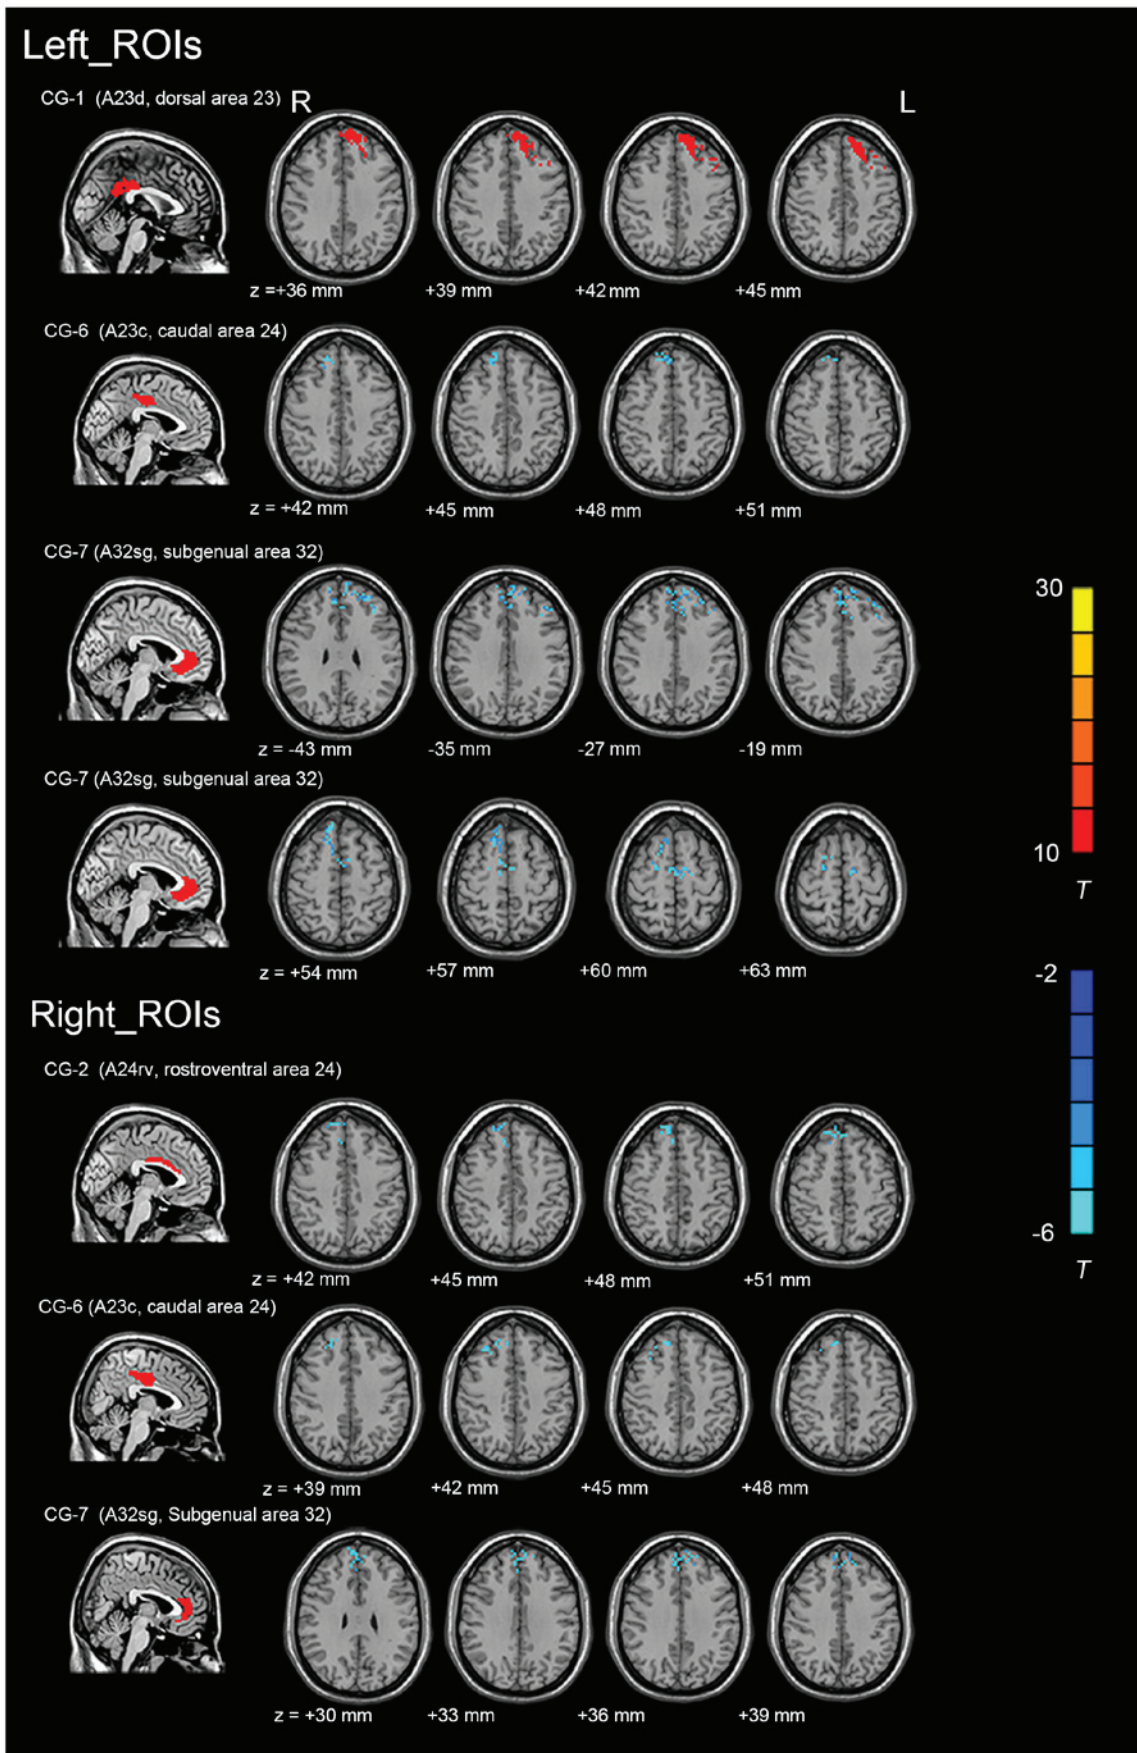 Left_ROIs
CG-1 (A23d, dorsal area 23) R L
z =+36 mm +39 mm +42 mm +45 mm
CG-6 (A23c, caudal area 24)
z = +42 mm +45 mm +48 mm +51 mm
CG-7 (A32sg, subgenual area 32)
30
z = -43 mm -35 mm -27 mm -19 mm
CG-7 (A32sg, subgenual area 32)
10
T
z = +54 mm +57 mm +60 mm +63 mm
-2
Right_ROIs
CG-2 (A24rv, rostroventral area 24)
-6
T
z = +42 mm +45 mm +48 mm +51 mm
CG-6 (A23c, caudal area 24)
z = +39 mm +42 mm +45 mm +48 mm
CG-7 (A32sg, Subgenual area 32)
z = +30 mm +33 mm +36 mm +39 mm